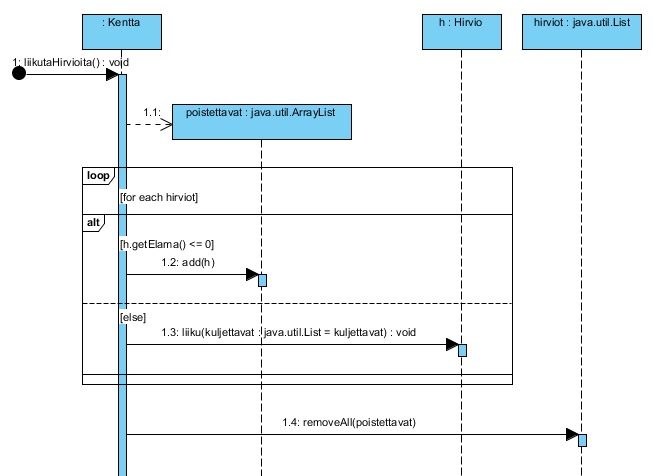 : Kentta
h : Hirvio
hirviot : java.util.List
1: liikutaHirvioita() : void
1.1:
poistettavat : java.util.ArrayList
loop
[for each hirviot]
alt
[h.getElama() <= 0]
1.2: add(h)
[else]
1.3: liiku(kuljettavat : java.util.List = kuljettavat) : void
1.4: removeAll(poistettavat)